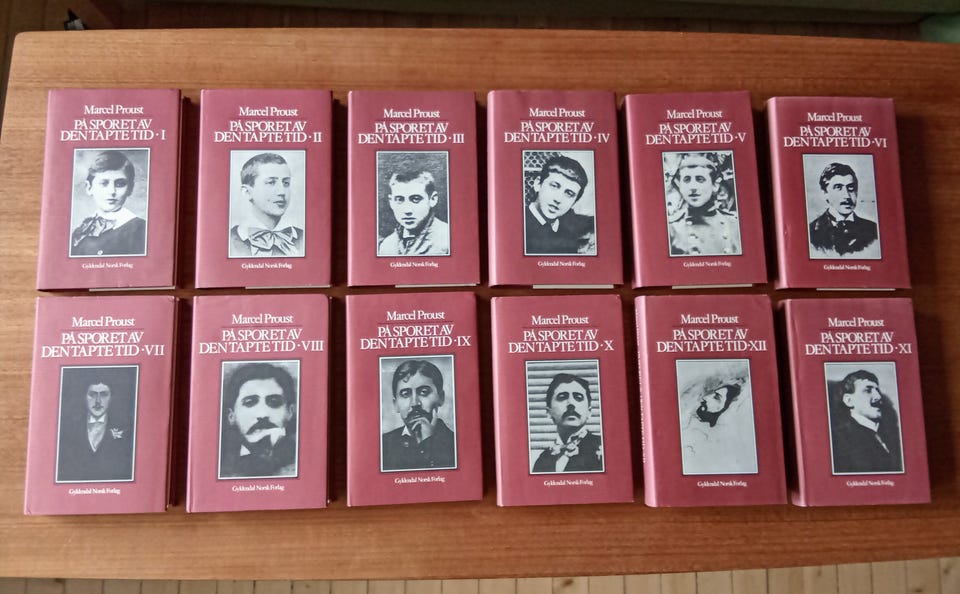 Marcel Proust
PÅ SPORET AV
DEN TAPTE TID · I
Gyldendal Norsk Forlag
Marcel Proust
PÅ SPORET AV
DEN TAPTE TID · II
Gyldendal Norsk Forlag
Marcel Proust
PÅ SPORET AV
DEN TAPTE TID · III
Gyldendal Norsk Forlag
Marcel Proust
PÅ SPORET AV
DEN TAPTE TID · IV
Gyldendal Norsk Forlag
Marcel Proust
PÅ SPORET AV
DEN TAPTE TID · V
Gyldendal Norsk Forlag
Marcel Proust
PÅ SPORET AV
DEN TAPTE TID · VI
Gyldendal Norsk Forlag
Marcel Proust
PÅ SPORET AV
DEN TAPTE TID · VII
Gyldendal Norsk Forlag
Marcel Proust
PÅ SPORET AV
DEN TAPTE TID · VIII
Gyldendal Norsk Forlag
Marcel Proust
PÅ SPORET AV
DEN TAPTE TID · IX
Gyldendal Norsk Forlag
Marcel Proust
PÅ SPORET AV
DEN TAPTE TID · X
Gyldendal Norsk Forlag
Marcel Proust
PÅ SPORET AV
DEN TAPTE TID · XII
Gyldendal Norsk Forlag
Marcel Proust
PÅ SPORET AV
DEN TAPTE TID · XI
Gyldendal Norsk Forlag